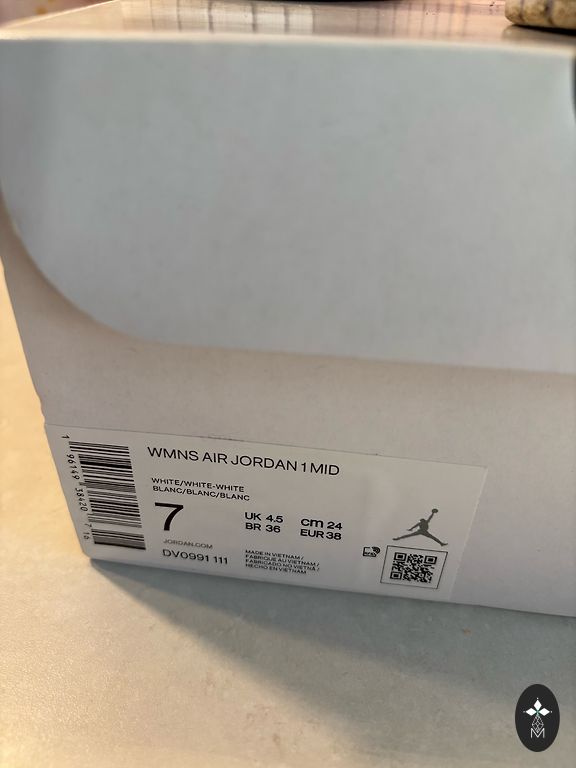 WMNS AIR JORDAN 1 MID
WHITE/WHITE-WHITE
BLANC/BLANC/BLANC
7
UK 4.5
cm 24
BR 36
EUR 38
JORDAN.COM
DV0991 111
MADE IN VIETNAM /
FABRIQUE AU VIETNAM /
FABRICADO NO VIETNÃ /
HECHO EN VIETNAM
M